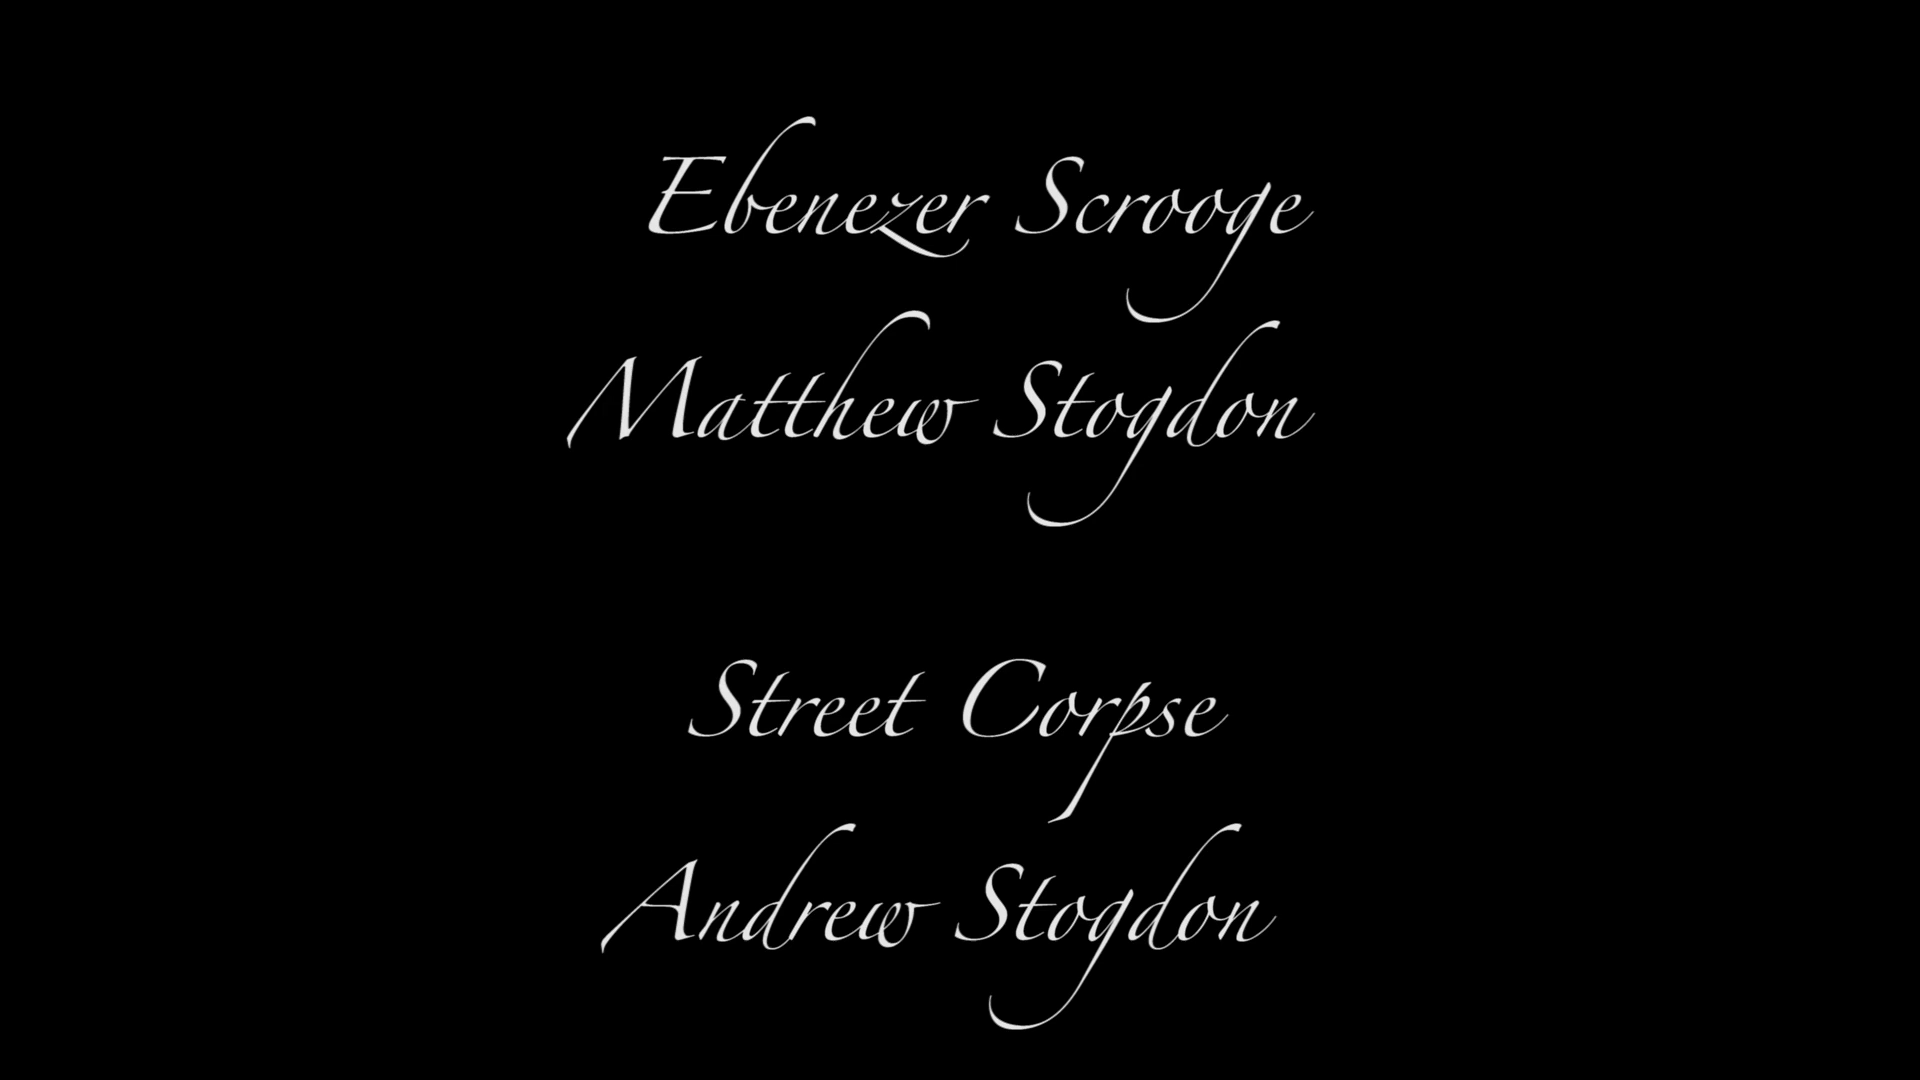 Ebenezer Scrooge
Matthew Stogdon
Street Corpse
Andrew Stogdon